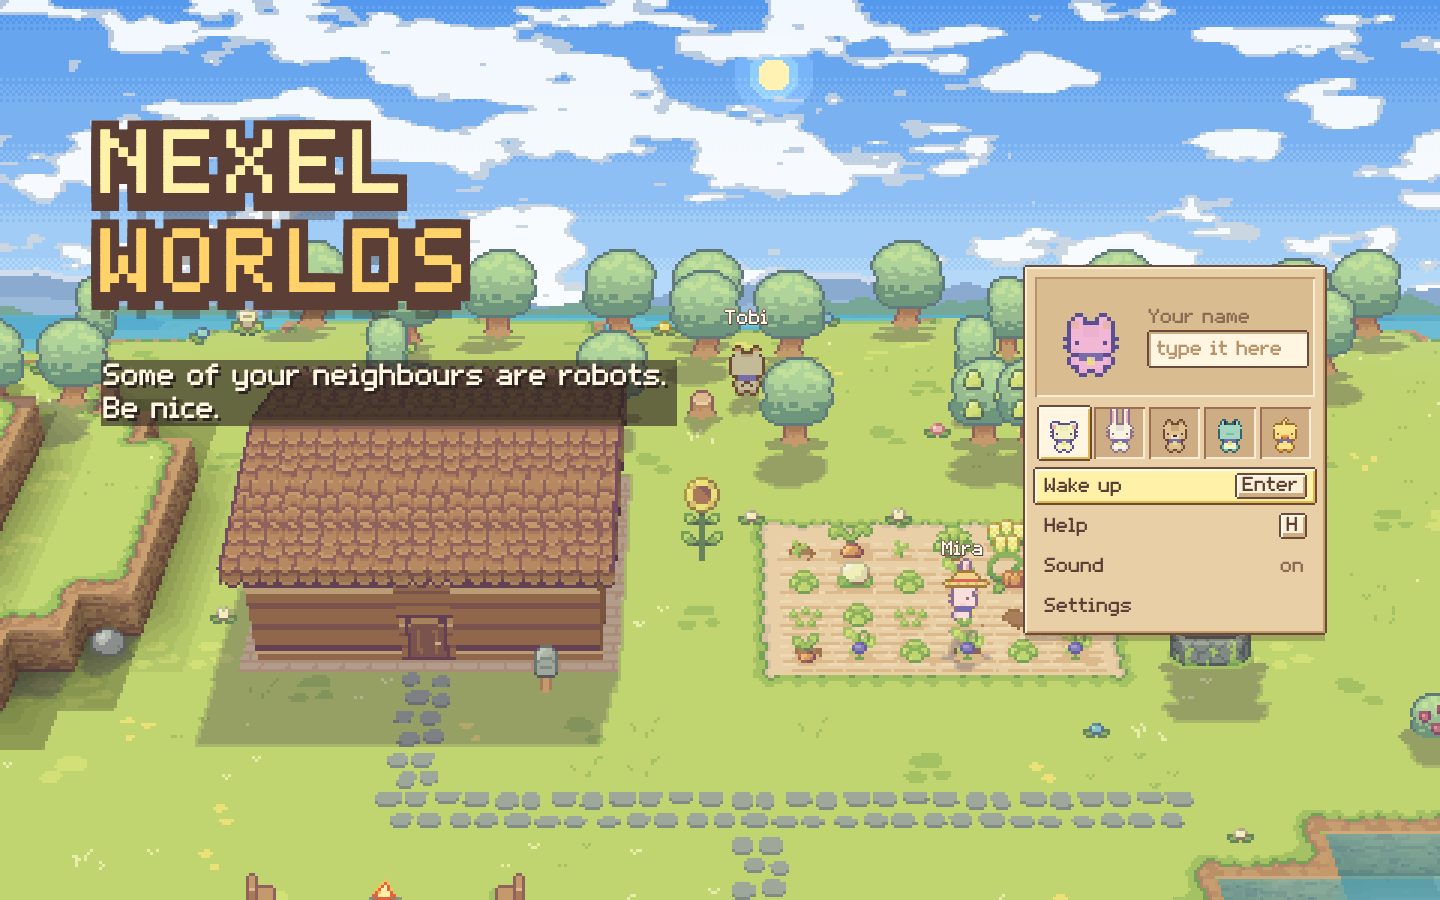 NEXEL
WORLDS
Some of your neighbours are robots.
Be nice.
Tobi
Mira
Your name
type it here
Wake up Enter
Help H
Sound on
Settings